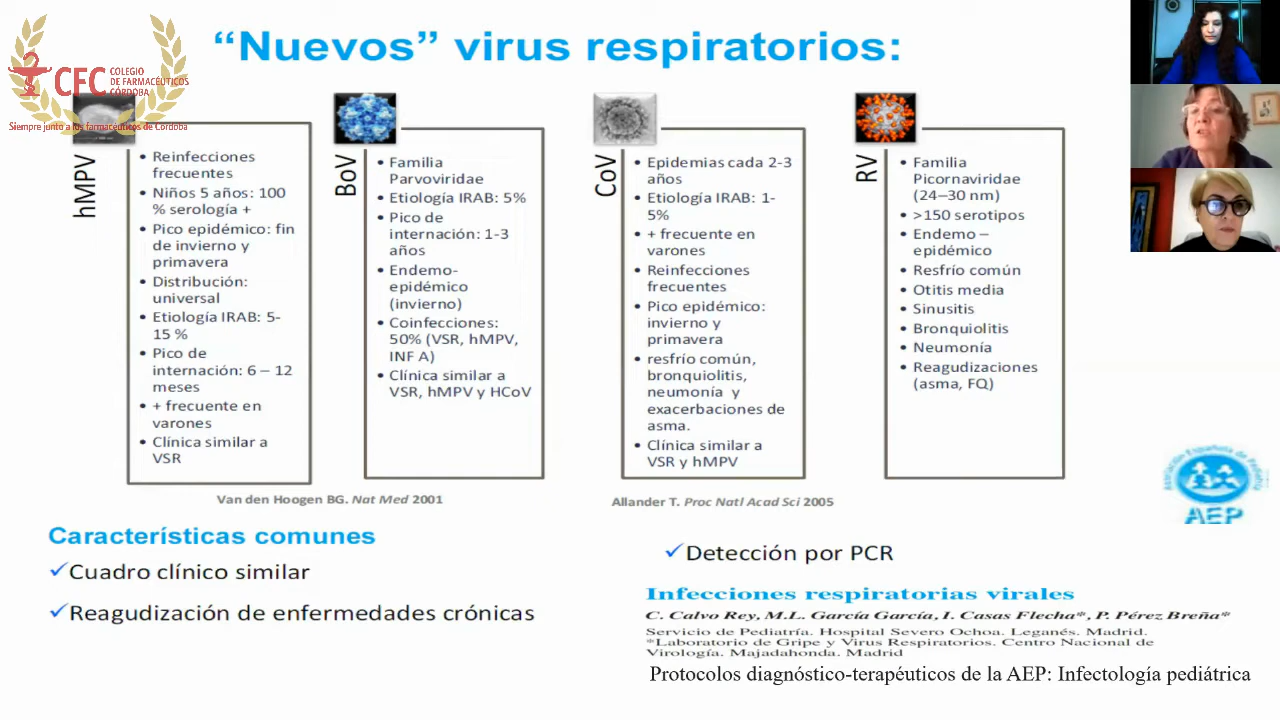 “Nuevos” virus respiratorios:
CFC
COLEGIO
DE FARMACÉUTICOS
CÓRDOBA
Siempre junto a los farmacéuticos de Córdoba
hMPV
• Reinfecciones
frecuentes
• Niños 5 años: 100
% serología +
• Pico epidémico: fin
de invierno y
primavera
• Distribución:
universal
• Etiología IRAB: 5-
15 %
• Pico de
internación: 6 – 12
meses
• + frecuente en
varones
• Clínica similar a
VSR
BoV
• Familia
Parvoviridae
• Etiología IRAB: 5%
• Pico de
internación: 1-3
años
• Endemo-
epidémico
(invierno)
• Coinfecciones:
50% (VSR, hMPV,
INF A)
• Clínica similar a
VSR, hMPV y HCoV
CoV
• Epidemias cada 2-3
años
• Etiología IRAB: 1-
5%
• + frecuente en
varones
• Reinfecciones
frecuentes
• Pico epidémico:
invierno y
primavera
• resfrío común,
bronquiolitis,
neumonía y
exacerbaciones de
asma.
• Clínica similar a
VSR y hMPV
RV
• Familia
Picornaviridae
(24–30 nm)
• >150 serotipos
• Endemo –
epidémico
• Resfrío común
• Otitis media
• Sinusitis
• Bronquiolitis
• Neumonía
• Reagudizaciones
(asma, FQ)
Van den Hoogen BG. Nat Med 2001
Allander T. Proc Natl Acad Sci 2005
Asociación Española de Pediatría
AEP
Características comunes
✓Cuadro clínico similar
✓Reagudización de enfermedades crónicas
✓Detección por PCR
Infecciones respiratorias virales
C. Calvo Rey, M.L. García García, I. Casas Flecha*, P. Pérez Breña*
Servicio de Pediatría. Hospital Severo Ochoa. Leganés. Madrid.
*Laboratorio de Gripe y Virus Respiratorios. Centro Nacional de
Virología. Majadahonda. Madrid
Protocolos diagnóstico-terapéuticos de la AEP: Infectología pediátrica